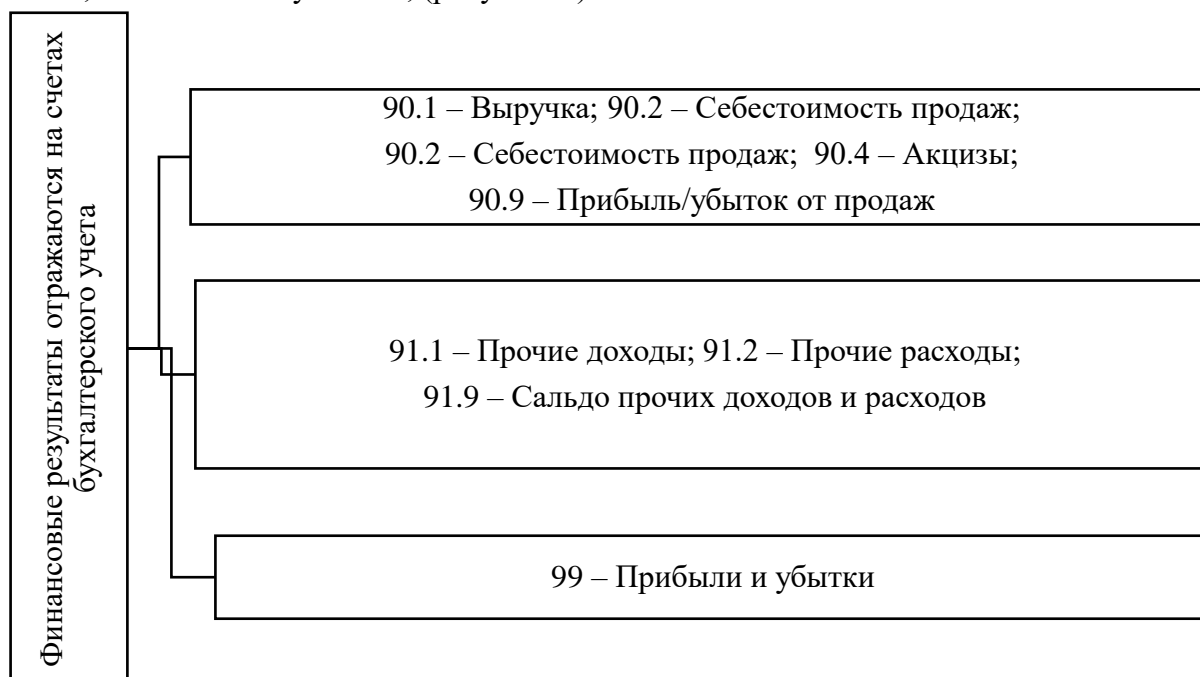 Финансовые результаты отражаются на счетах
бухгалтерского учета
90.1 – Выручка; 90.2 – Себестоимость продаж;
90.2 – Себестоимость продаж; 90.4 – Акцизы;
90.9 – Прибыль/убыток от продаж
91.1 – Прочие доходы; 91.2 – Прочие расходы;
91.9 – Сальдо прочих доходов и расходов
99 – Прибыли и убытки